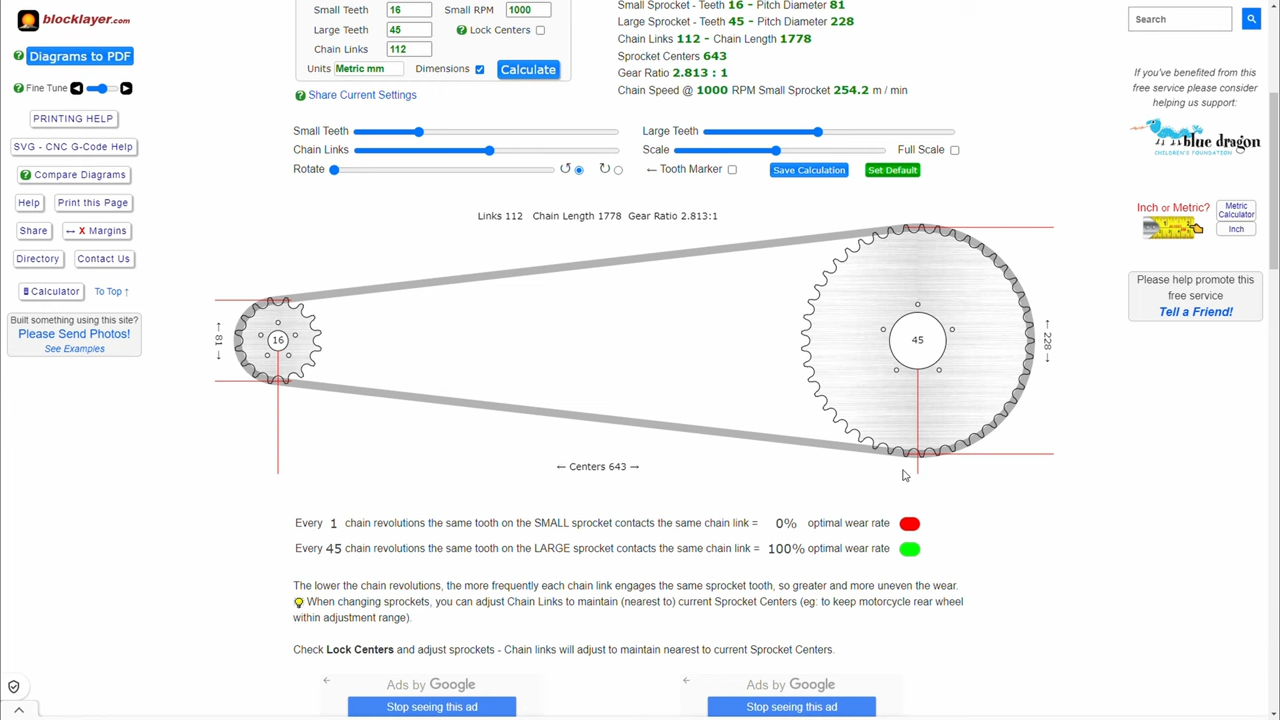 blocklayer.com
Diagrams to PDF
Fine Tune
PRINTING HELP
SVG - CNC G-Code Help
Compare Diagrams
Help
Print this Page
Share
↔ X Margins
Directory
Contact Us
Calculator
To Top ↑
Built something using this site?
Please Send Photos!
See Examples
Small Teeth 16 Small RPM 1000
Large Teeth 45 Lock Centers
Chain Links 112
Units Metric mm Dimensions Calculate
Share Current Settings
Small Sprocket - Teeth 16 - Pitch Diameter 81
Large Sprocket - Teeth 45 - Pitch Diameter 228
Chain Links 112 - Chain Length 1778
Sprocket Centers 643
Gear Ratio 2.813 : 1
Chain Speed @ 1000 RPM Small Sprocket 254.2 m / min
Small Teeth Large Teeth
Chain Links Scale Full Scale
Rotate ↺ ↻ ← Tooth Marker Save Calculation Set Default
Links 112 Chain Length 1778 Gear Ratio 2.813:1
← 81 →
16
45
← 228 →
← Centers 643 →
Every 1 chain revolutions the same tooth on the SMALL sprocket contacts the same chain link = 0% optimal wear rate
Every 45 chain revolutions the same tooth on the LARGE sprocket contacts the same chain link = 100% optimal wear rate
The lower the chain revolutions, the more frequently each chain link engages the same sprocket tooth, so greater and more uneven the wear.
When changing sprockets, you can adjust Chain Links to maintain (nearest to) current Sprocket Centers (eg: to keep motorcycle rear wheel
within adjustment range).
Check Lock Centers and adjust sprockets - Chain links will adjust to maintain nearest to current Sprocket Centers.
Ads by Google
Stop seeing this ad
Ads by Google
Stop seeing this ad
Search
If you've benefited from this
free service please consider
helping us support:
blue dragon
CHILDREN'S FOUNDATION
Inch or Metric?
Metric
Calculator
Inch
Please help promote this
free service
Tell a Friend!